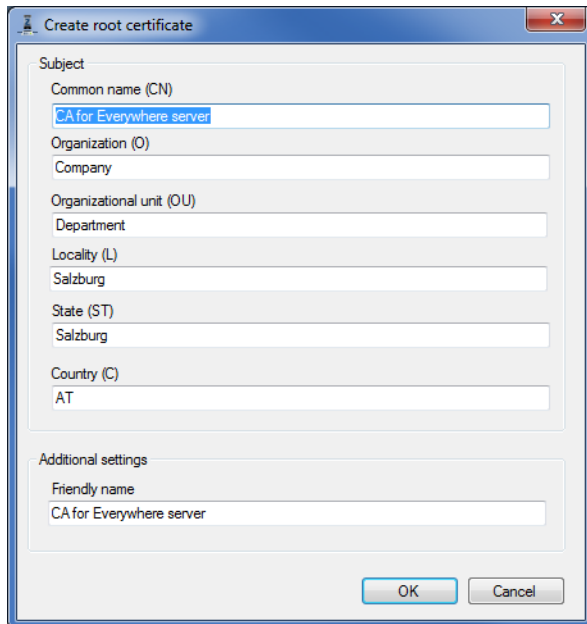 Create root certificate
Subject
Common name (CN)
CA for Everywhere server
Organization (O)
Company
Organizational unit (OU)
Department
Locality (L)
Salzburg
State (ST)
Salzburg
Country (C)
AT
Additional settings
Friendly name
CA for Everywhere server
OK Cancel